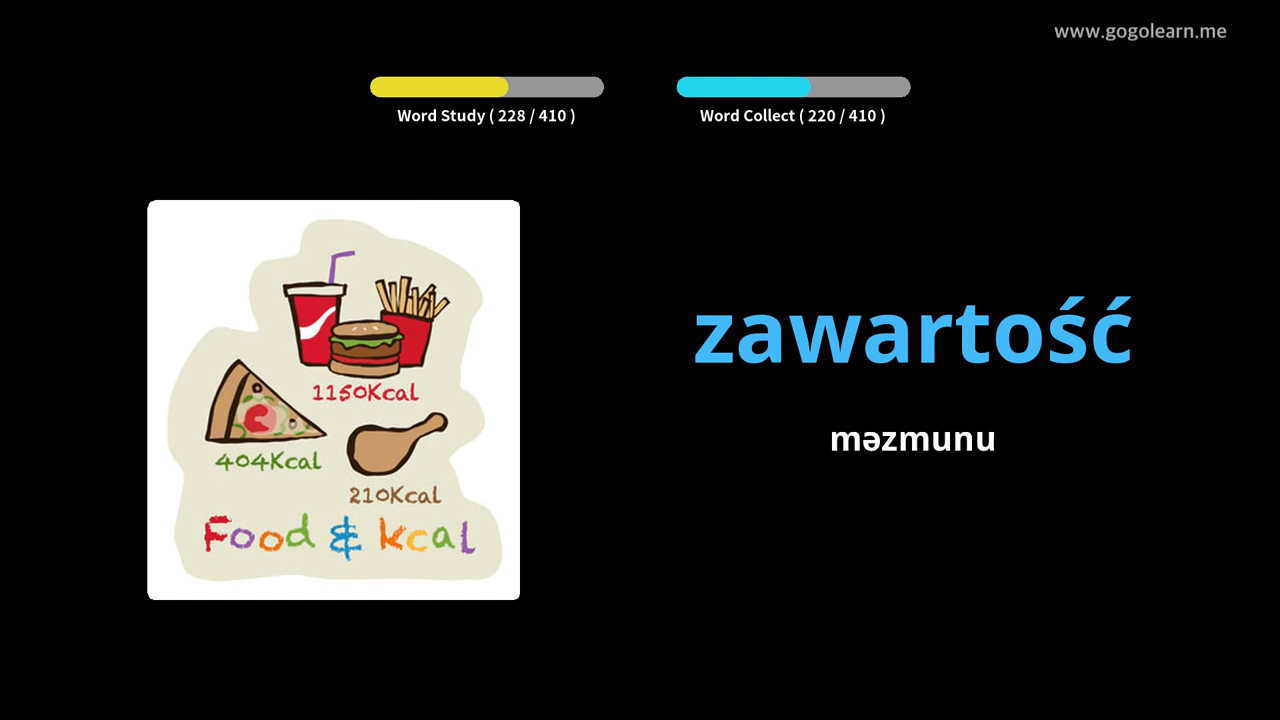 www.gogolearn.me
Word Study ( 228 / 410 )
Word Collect ( 220 / 410 )
1150Kcal
404Kcal
210Kcal
Food & kcal
zawartość
məzmunu